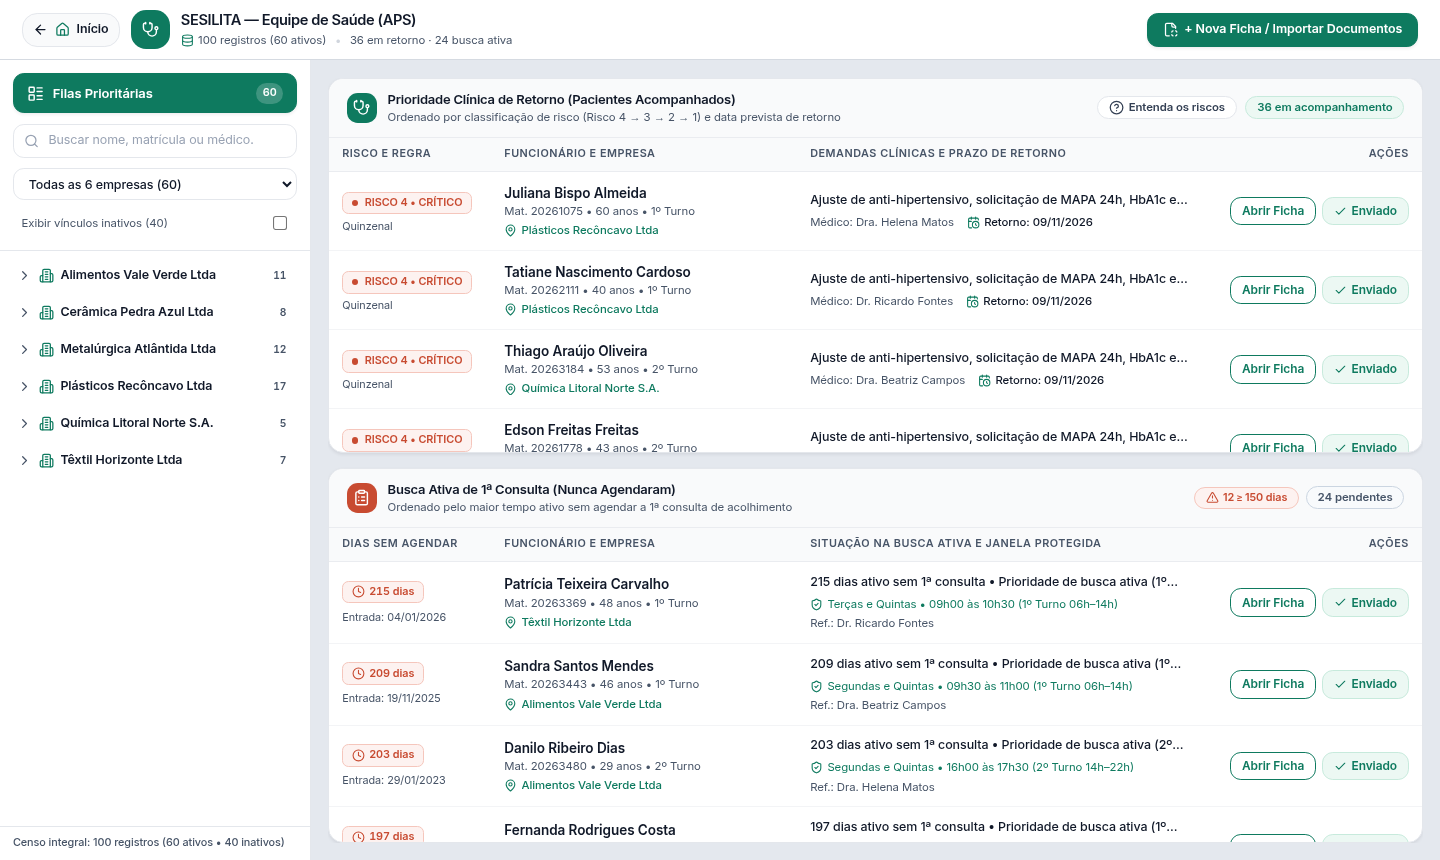 Início
SESILITA — Equipe de Saúde (APS)
100 registros (60 ativos) • 36 em retorno · 24 busca ativa
+ Nova Ficha / Importar Documentos
Filas Prioritárias 60
Buscar nome, matrícula ou médico.
Todas as 6 empresas (60)
Exibir vínculos inativos (40)
Alimentos Vale Verde Ltda 11
Cerâmica Pedra Azul Ltda 8
Metalúrgica Atlântida Ltda 12
Plásticos Recôncavo Ltda 17
Química Litoral Norte S.A. 5
Têxtil Horizonte Ltda 7
Censo integral: 100 registros (60 ativos • 40 inativos)
Prioridade Clínica de Retorno (Pacientes Acompanhados)
Ordenado por classificação de risco (Risco 4 → 3 → 2 → 1) e data prevista de retorno
Entenda os riscos
36 em acompanhamento
RISCO E REGRA FUNCIONÁRIO E EMPRESA DEMANDAS CLÍNICAS E PRAZO DE RETORNO AÇÕES
RISCO 4 • CRÍTICO
Quinzenal
Juliana Bispo Almeida
Mat. 20261075 • 60 anos • 1º Turno
Plásticos Recôncavo Ltda
Ajuste de anti-hipertensivo, solicitação de MAPA 24h, HbA1c e...
Médico: Dra. Helena Matos Retorno: 09/11/2026
Abrir Ficha Enviado
RISCO 4 • CRÍTICO
Quinzenal
Tatiane Nascimento Cardoso
Mat. 20262111 • 40 anos • 1º Turno
Plásticos Recôncavo Ltda
Ajuste de anti-hipertensivo, solicitação de MAPA 24h, HbA1c e...
Médico: Dr. Ricardo Fontes Retorno: 09/11/2026
Abrir Ficha Enviado
RISCO 4 • CRÍTICO
Quinzenal
Thiago Araújo Oliveira
Mat. 20263184 • 53 anos • 2º Turno
Química Litoral Norte S.A.
Ajuste de anti-hipertensivo, solicitação de MAPA 24h, HbA1c e...
Médico: Dra. Beatriz Campos Retorno: 09/11/2026
Abrir Ficha Enviado
RISCO 4 • CRÍTICO
Edson Freitas Freitas
Mat. 20261778 • 43 anos • 2º Turno
Ajuste de anti-hipertensivo, solicitação de MAPA 24h, HbA1c e...
Abrir Ficha Enviado
Busca Ativa de 1ª Consulta (Nunca Agendaram)
Ordenado pelo maior tempo ativo sem agendar a 1ª consulta de acolhimento
12 ≥ 150 dias
24 pendentes
DIAS SEM AGENDAR FUNCIONÁRIO E EMPRESA SITUAÇÃO NA BUSCA ATIVA E JANELA PROTEGIDA AÇÕES
215 dias
Entrada: 04/01/2026
Patrícia Teixeira Carvalho
Mat. 20263369 • 48 anos • 1º Turno
Têxtil Horizonte Ltda
215 dias ativo sem 1ª consulta • Prioridade de busca ativa (1º...
Terças e Quintas • 09h00 às 10h30 (1º Turno 06h–14h)
Ref.: Dr. Ricardo Fontes
Abrir Ficha Enviado
209 dias
Entrada: 19/11/2025
Sandra Santos Mendes
Mat. 20263443 • 46 anos • 1º Turno
Alimentos Vale Verde Ltda
209 dias ativo sem 1ª consulta • Prioridade de busca ativa (1º...
Segundas e Quintas • 09h30 às 11h00 (1º Turno 06h–14h)
Ref.: Dra. Beatriz Campos
Abrir Ficha Enviado
203 dias
Entrada: 29/01/2023
Danilo Ribeiro Dias
Mat. 20263480 • 29 anos • 2º Turno
Alimentos Vale Verde Ltda
203 dias ativo sem 1ª consulta • Prioridade de busca ativa (2º...
Segundas e Quintas • 16h00 às 17h30 (2º Turno 14h–22h)
Ref.: Dra. Helena Matos
Abrir Ficha Enviado
197 dias
Fernanda Rodrigues Costa
197 dias ativo sem 1ª consulta • Prioridade de busca ativa (1º...